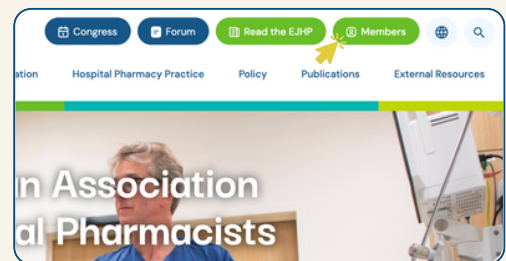 Congress Forum Read the EJHP Members
ation Hospital Pharmacy Practice Policy Publications External Resources
n Association
al Pharmacists